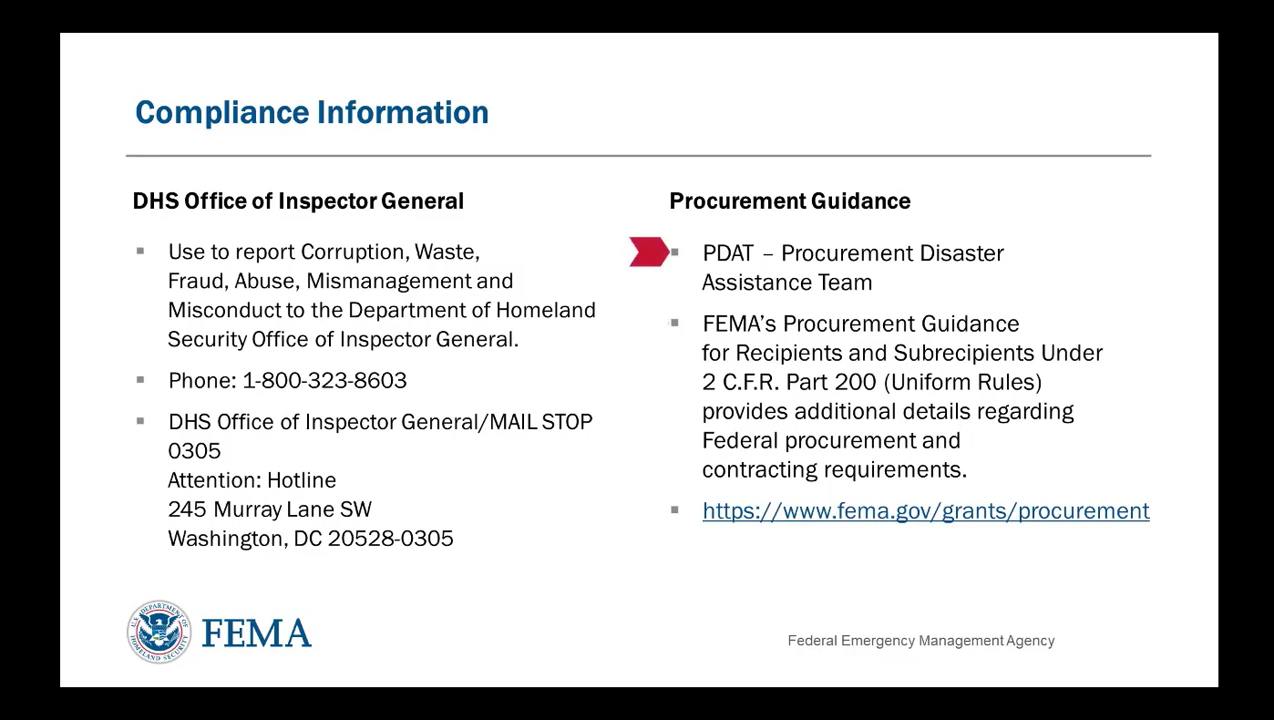 Compliance Information
DHS Office of Inspector General
Use to report Corruption, Waste,
Fraud, Abuse, Mismanagement and
Misconduct to the Department of Homeland
Security Office of Inspector General.
Phone: 1-800-323-8603
DHS Office of Inspector General/MAIL STOP
0305
Attention: Hotline
245 Murray Lane SW
Washington, DC 20528-0305
Procurement Guidance
PDAT – Procurement Disaster
Assistance Team
FEMA’s Procurement Guidance
for Recipients and Subrecipients Under
2 C.F.R. Part 200 (Uniform Rules)
provides additional details regarding
Federal procurement and
contracting requirements.
https://www.fema.gov/grants/procurement
U.S. DEPARTMENT OF
HOMELAND SECURITY
FEMA
Federal Emergency Management Agency